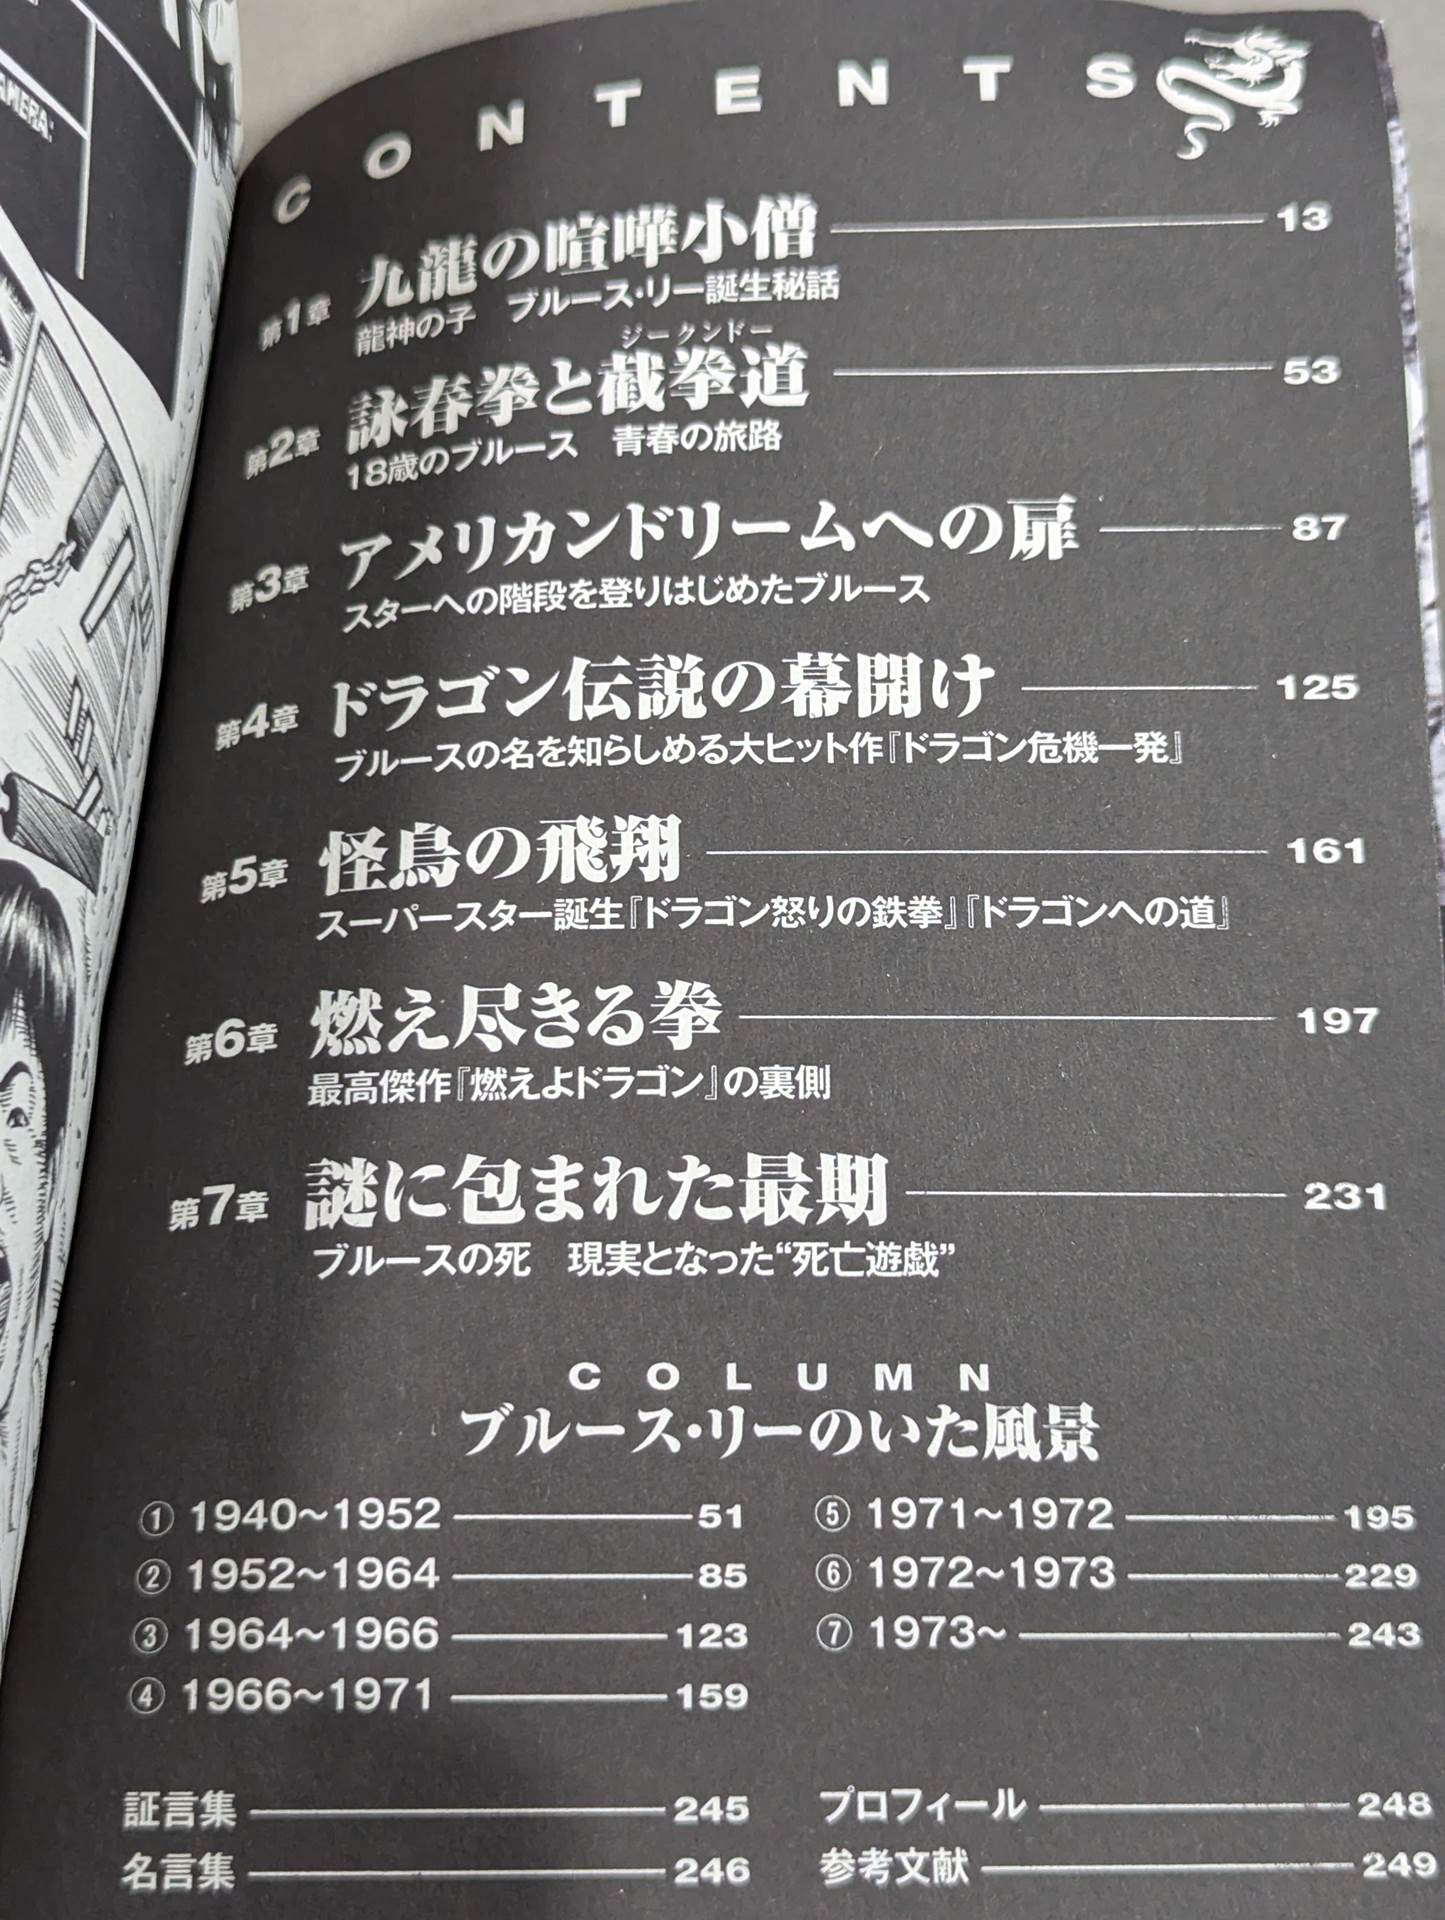 AMERA:
CONTENTS
第1章 九龍の喧嘩小僧 13
龍神の子 ブルース・リー誕生秘話
ジークンドー
第2章 詠春拳と截拳道 53
18歳のブルース 青春の旅路
第3章 アメリカンドリームへの扉 87
スターへの階段を登りはじめたブルース
第4章 ドラゴン伝説の幕開け 125
ブルースの名を知らしめる大ヒット作『ドラゴン危機一発』
第5章 怪鳥の飛翔 161
スーパースター誕生『ドラゴン怒りの鉄拳』『ドラゴンへの道』
第6章 燃え尽きる拳 197
最高傑作『燃えよドラゴン』の裏側
第7章 謎に包まれた最期 231
ブルースの死 現実となった“死亡遊戯”
COLUMN
ブルース・リーのいた風景
① 1940~1952 51
② 1952~1964 85
③ 1964~1966 123
④ 1966~1971 159
⑤ 1971~1972 195
⑥ 1972~1973 229
⑦ 1973~ 243
証言集 245
名言集 246
プロフィール 248
参考文献 249